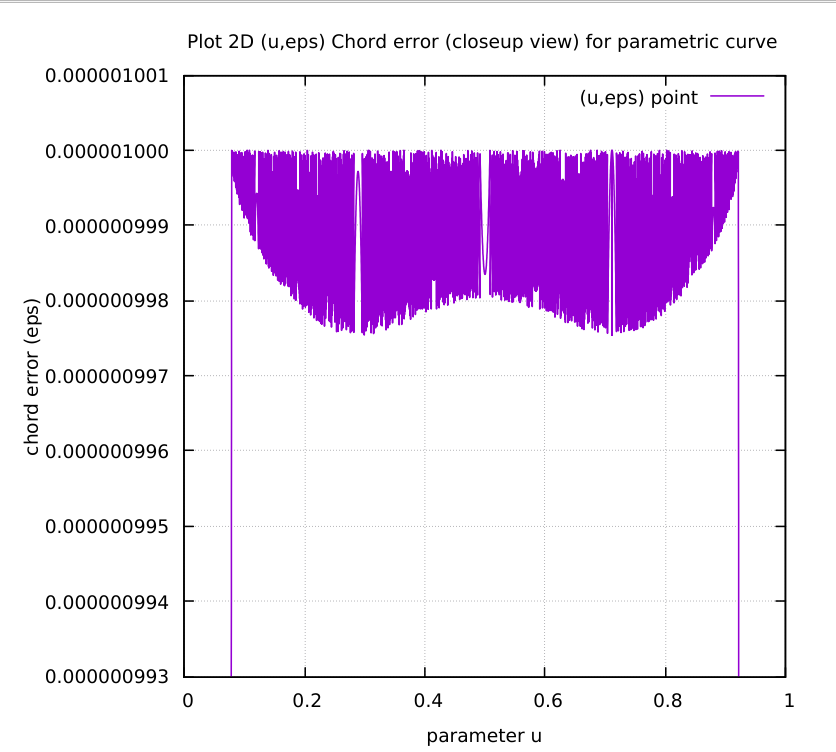 Plot 2D (u,eps) Chord error (closeup view) for parametric curve
(u,eps) point
0.000001001
0.000001000
0.000000999
0.000000998
0.000000997
0.000000996
0.000000995
0.000000994
0.000000993
chord error (eps)
0 0.2 0.4 0.6 0.8 1
parameter u